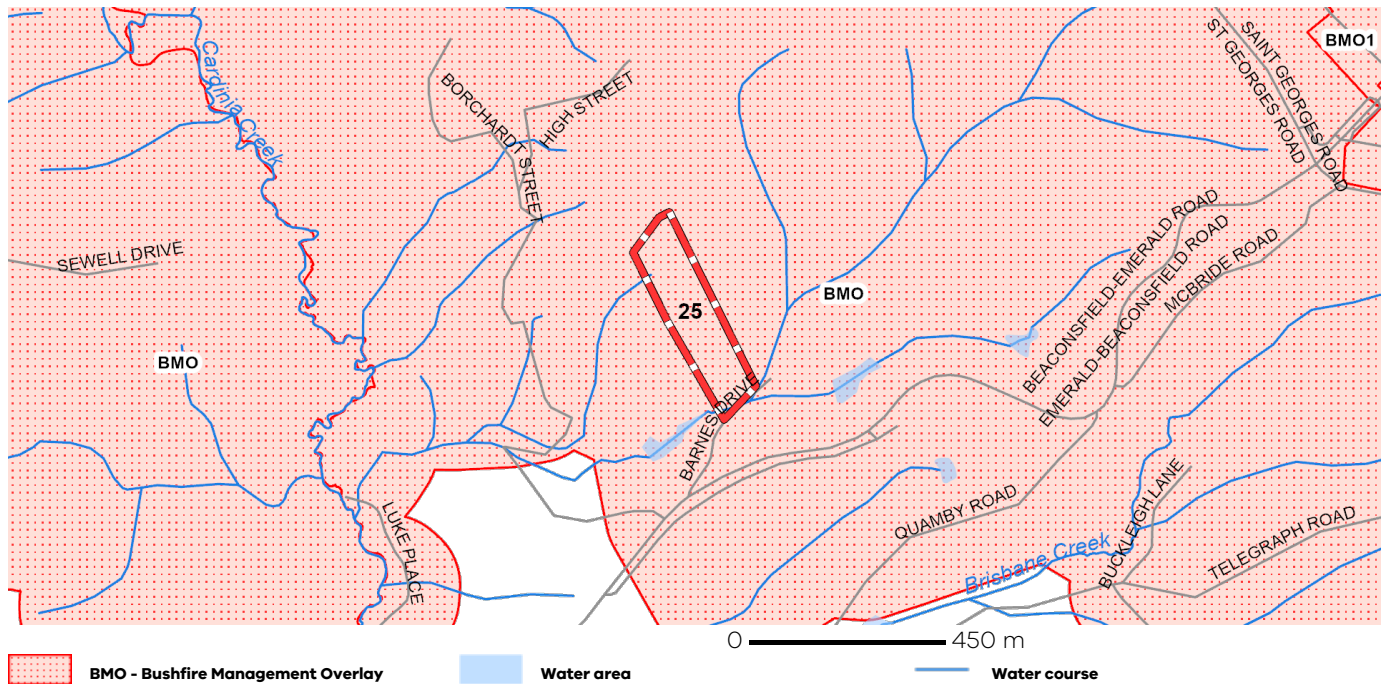 Cardinia Creek
BORCHARDT STREET
HIGH STREET
SAINT GEORGES ROAD
ST GEORGES ROAD
BMO1
SEWELL DRIVE
BEACONSFIELD-EMERALD ROAD
EMERALD-BEACONSFIELD ROAD
MCBRIDE ROAD
25
BMO
BMO
BARNES DRIVE
LUKE PLACE
QUAMBY ROAD
BUCKLEIGH LANE
TELEGRAPH ROAD
Brisbane Creek
0 450 m
BMO - Bushfire Management Overlay
Water area
Water course